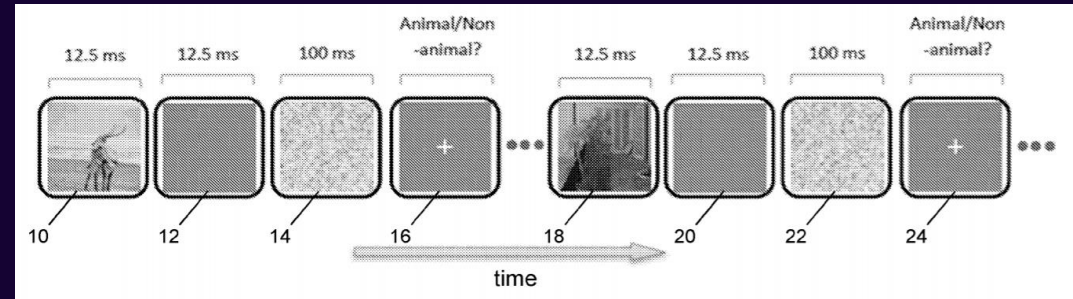 Animal/Non
-animal?
12.5 ms
12.5 ms
100 ms
Animal/Non
-animal?
12.5 ms
12.5 ms
100 ms
10
12
14
16
18
20
22
24
time